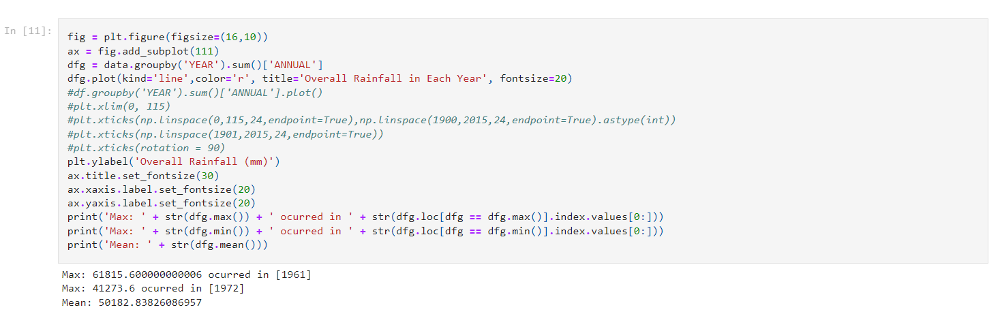 In [11]:
fig = plt.figure(figsize=(16,10))
ax = fig.add_subplot(111)
dfg = data.groupby('YEAR').sum()['ANNUAL']
dfg.plot(kind='line',color='r', title='Overall Rainfall in Each Year', fontsize=20)
#df.groupby('YEAR').sum()['ANNUAL'].plot()
#plt.xlim(0, 115)
#plt.xticks(np.linspace(0,115,24,endpoint=True),np.linspace(1900,2015,24,endpoint=True).astype(int))
#plt.xticks(np.linspace(1901,2015,24,endpoint=True))
#plt.xticks(rotation = 90)
plt.ylabel('Overall Rainfall (mm)')
ax.title.set_fontsize(30)
ax.xaxis.label.set_fontsize(20)
ax.yaxis.label.set_fontsize(20)
print('Max: ' + str(dfg.max()) + ' ocurred in ' + str(dfg.loc[dfg == dfg.max()].index.values[0:]))
print('Max: ' + str(dfg.min()) + ' ocurred in ' + str(dfg.loc[dfg == dfg.min()].index.values[0:]))
print('Mean: ' + str(dfg.mean()))
Max: 61815.600000000006 ocurred in [1961]
Max: 41273.6 ocurred in [1972]
Mean: 50182.83826086957